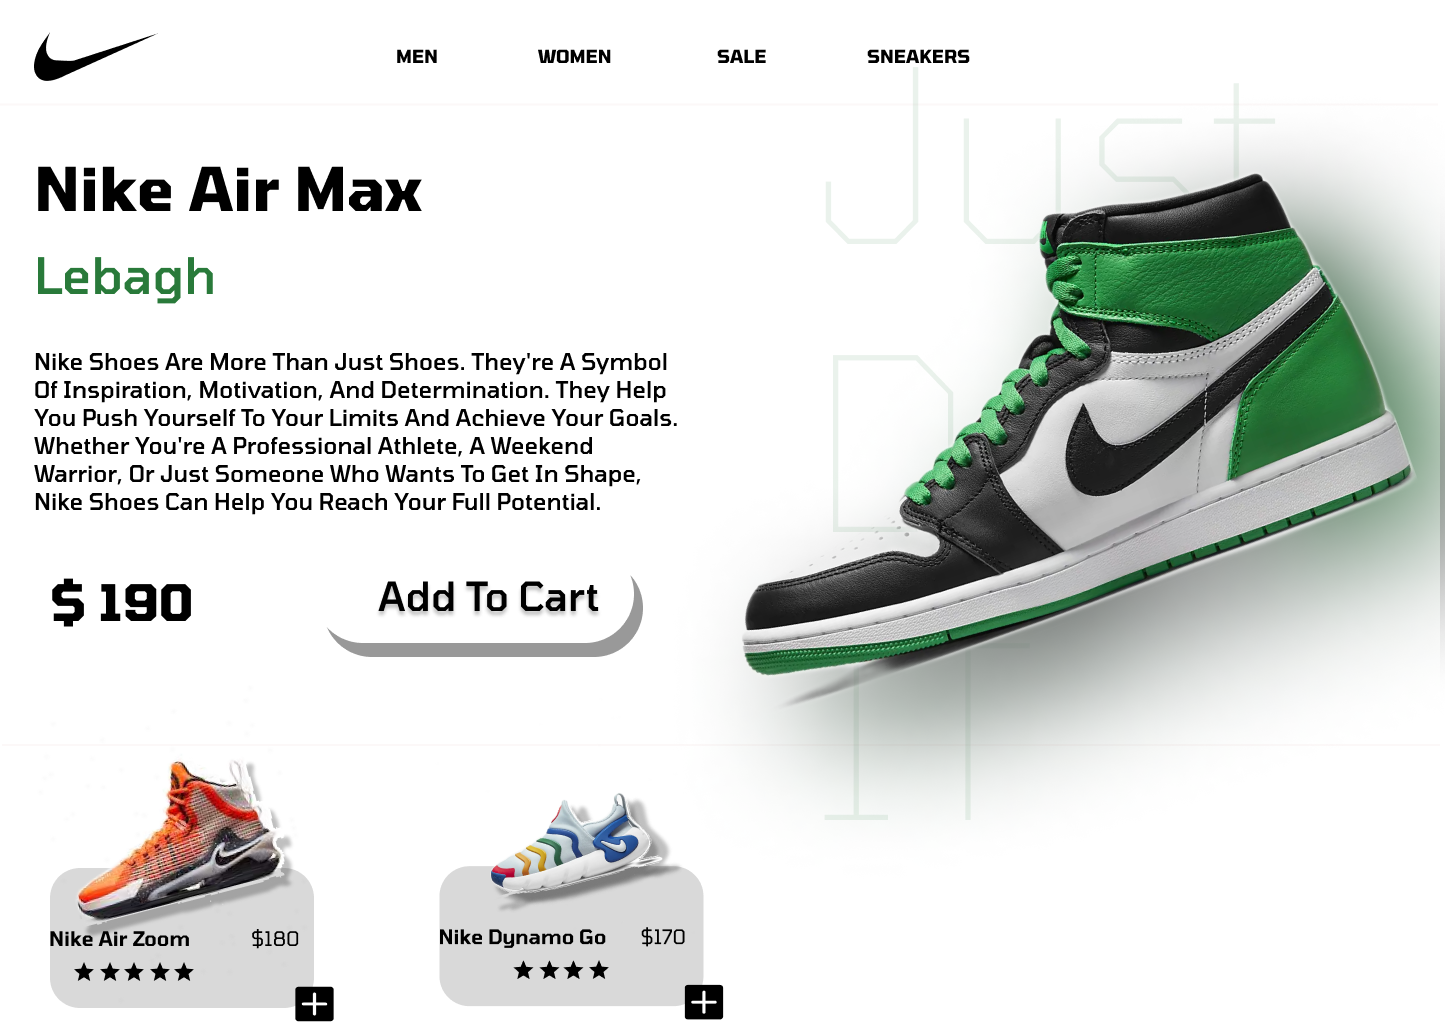 MEN WOMEN SALE SNEAKERS
Just
Nike Air Max
Lebagh
Nike Shoes Are More Than Just Shoes. They're A Symbol
Of Inspiration, Motivation, And Determination. They Help
You Push Yourself To Your Limits And Achieve Your Goals.
Whether You're A Professional Athlete, A Weekend
Warrior, Or Just Someone Who Wants To Get In Shape,
Nike Shoes Can Help You Reach Your Full Potential.
D
It
$ 190
Add To Cart
Nike Air Zoom $180
Nike Dynamo Go $170